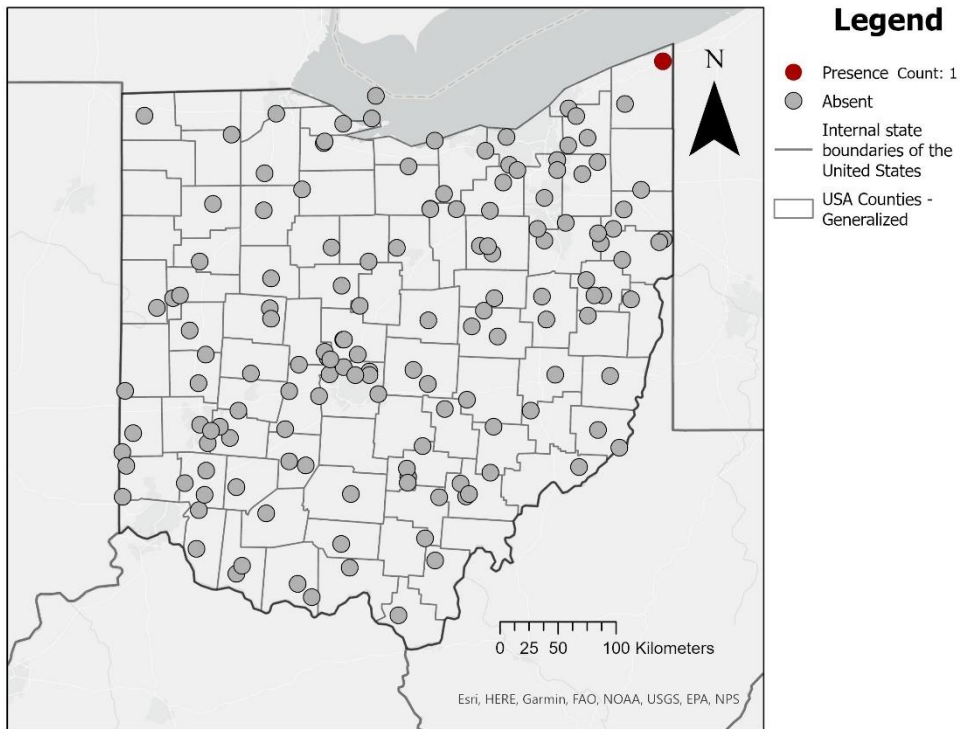 Legend
N
Presence Count: 1
Absent
Internal state
boundaries of the
United States
USA Counties -
Generalized
0 25 50 100 Kilometers
Esri, HERE, Garmin, FAO, NOAA, USGS, EPA, NPS